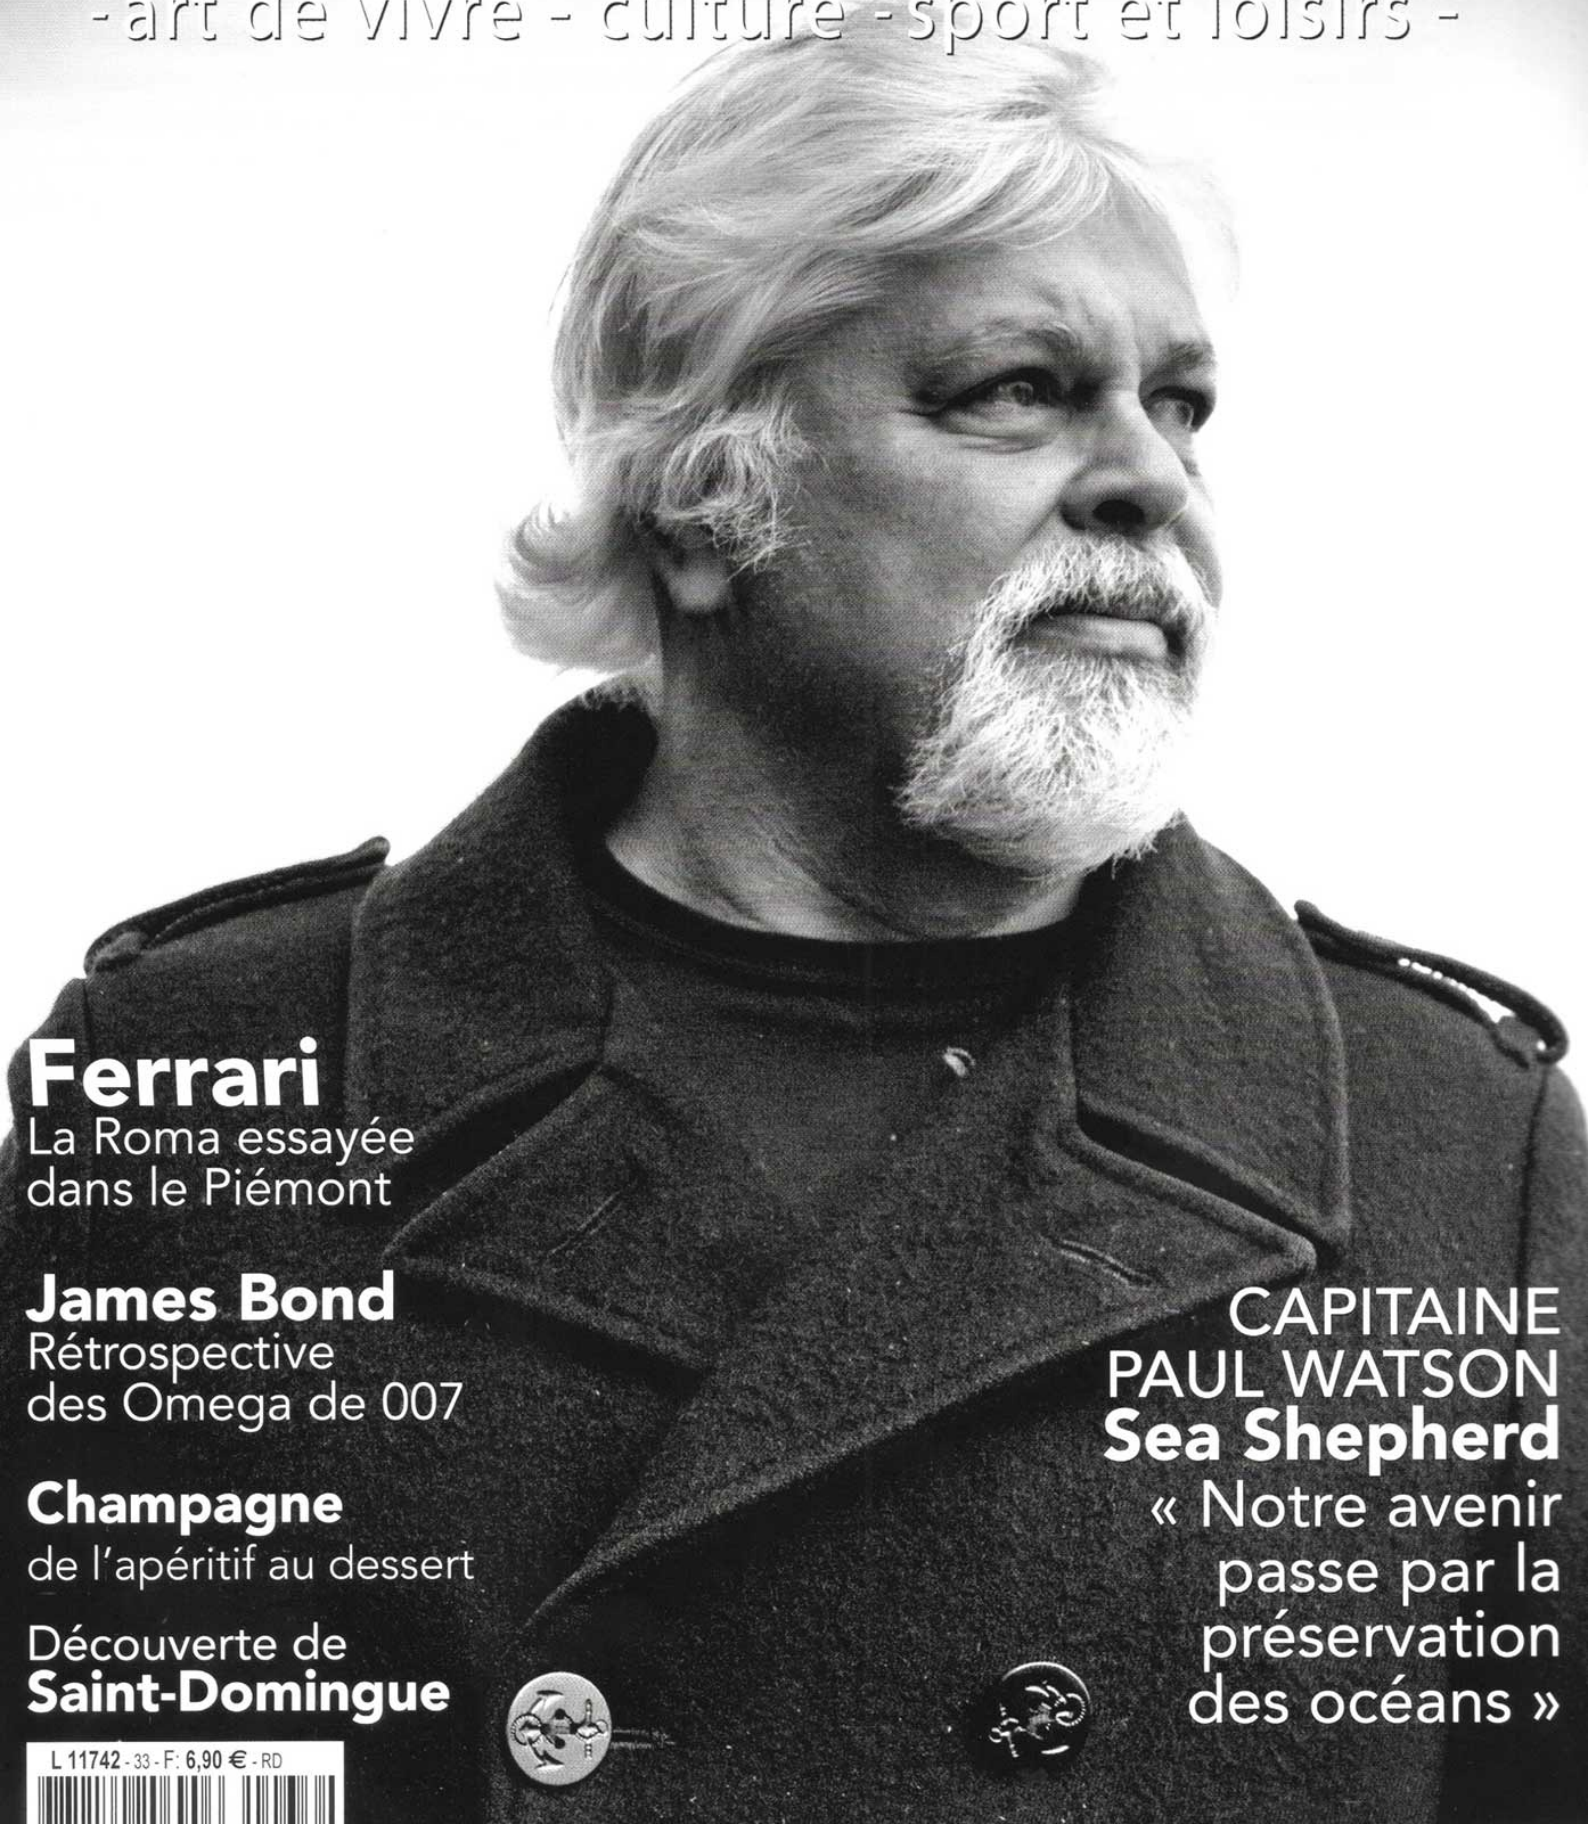 - art de vivre - culture - sport et loisirs -
Ferrari
La Roma essayée
dans le Piémont
James Bond
Rétrospective
des Omega de 007
Champagne
de l'apéritif au dessert
Découverte de
Saint-Domingue
L 11742 - 33 - F: 6,90 € - RD
CAPITAINE
PAUL WATSON
Sea Shepherd
« Notre avenir
passe par la
préservation
des océans »